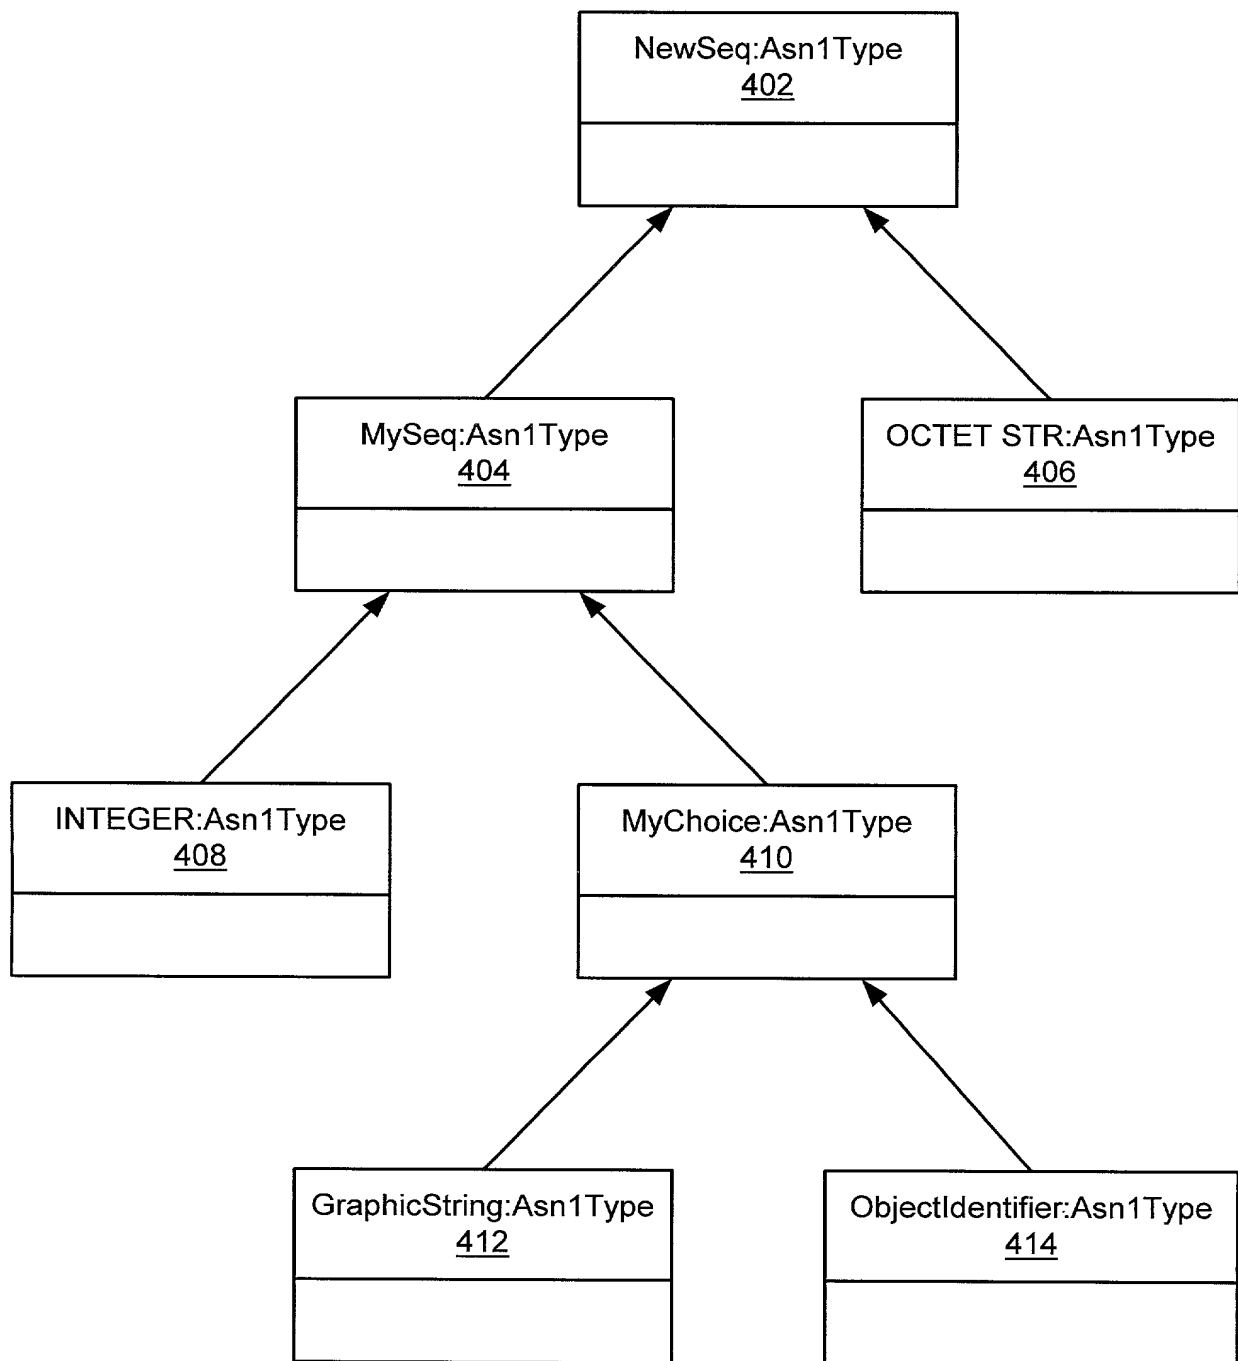 NewSeq:Asn1Type
402
MySeq:Asn1Type
404
OCTET STR:Asn1Type
406
INTEGER:Asn1Type
408
MyChoice:Asn1Type
410
GraphicString:Asn1Type
412
ObjectIdentifier:Asn1Type
414